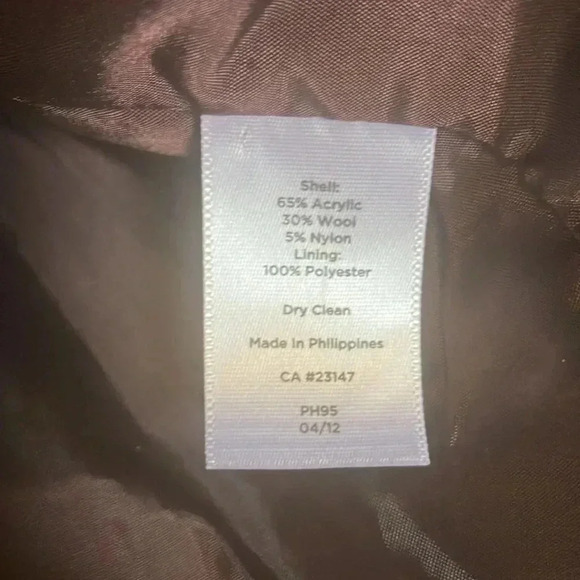 Shell:
65% Acrylic
30% Wool
5% Nylon
Lining:
100% Polyester
Dry Clean
Made In Philippines
CA #23147
PH95
04/12